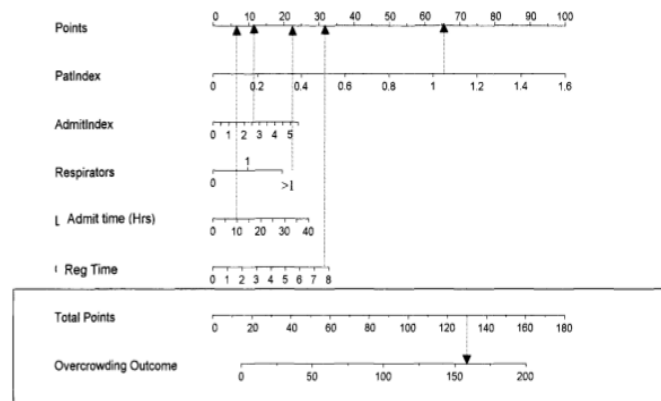 0 10 20 30 40 50 60 70 80 90 100
Points
PatIndex
0 0.2 0.4 0.6 0.8 1 1.2 1.4 1.6
AdmitIndex
0 1 2 3 4 5
1
Respirators
0 >1
L Admit time (Hrs)
0 10 20 30 40
Reg Time
0 1 2 3 4 5 6 7 8
Total Points
0 20 40 60 80 100 120 140 160 180
Overcrowding Outcome
0 50 100 150 200